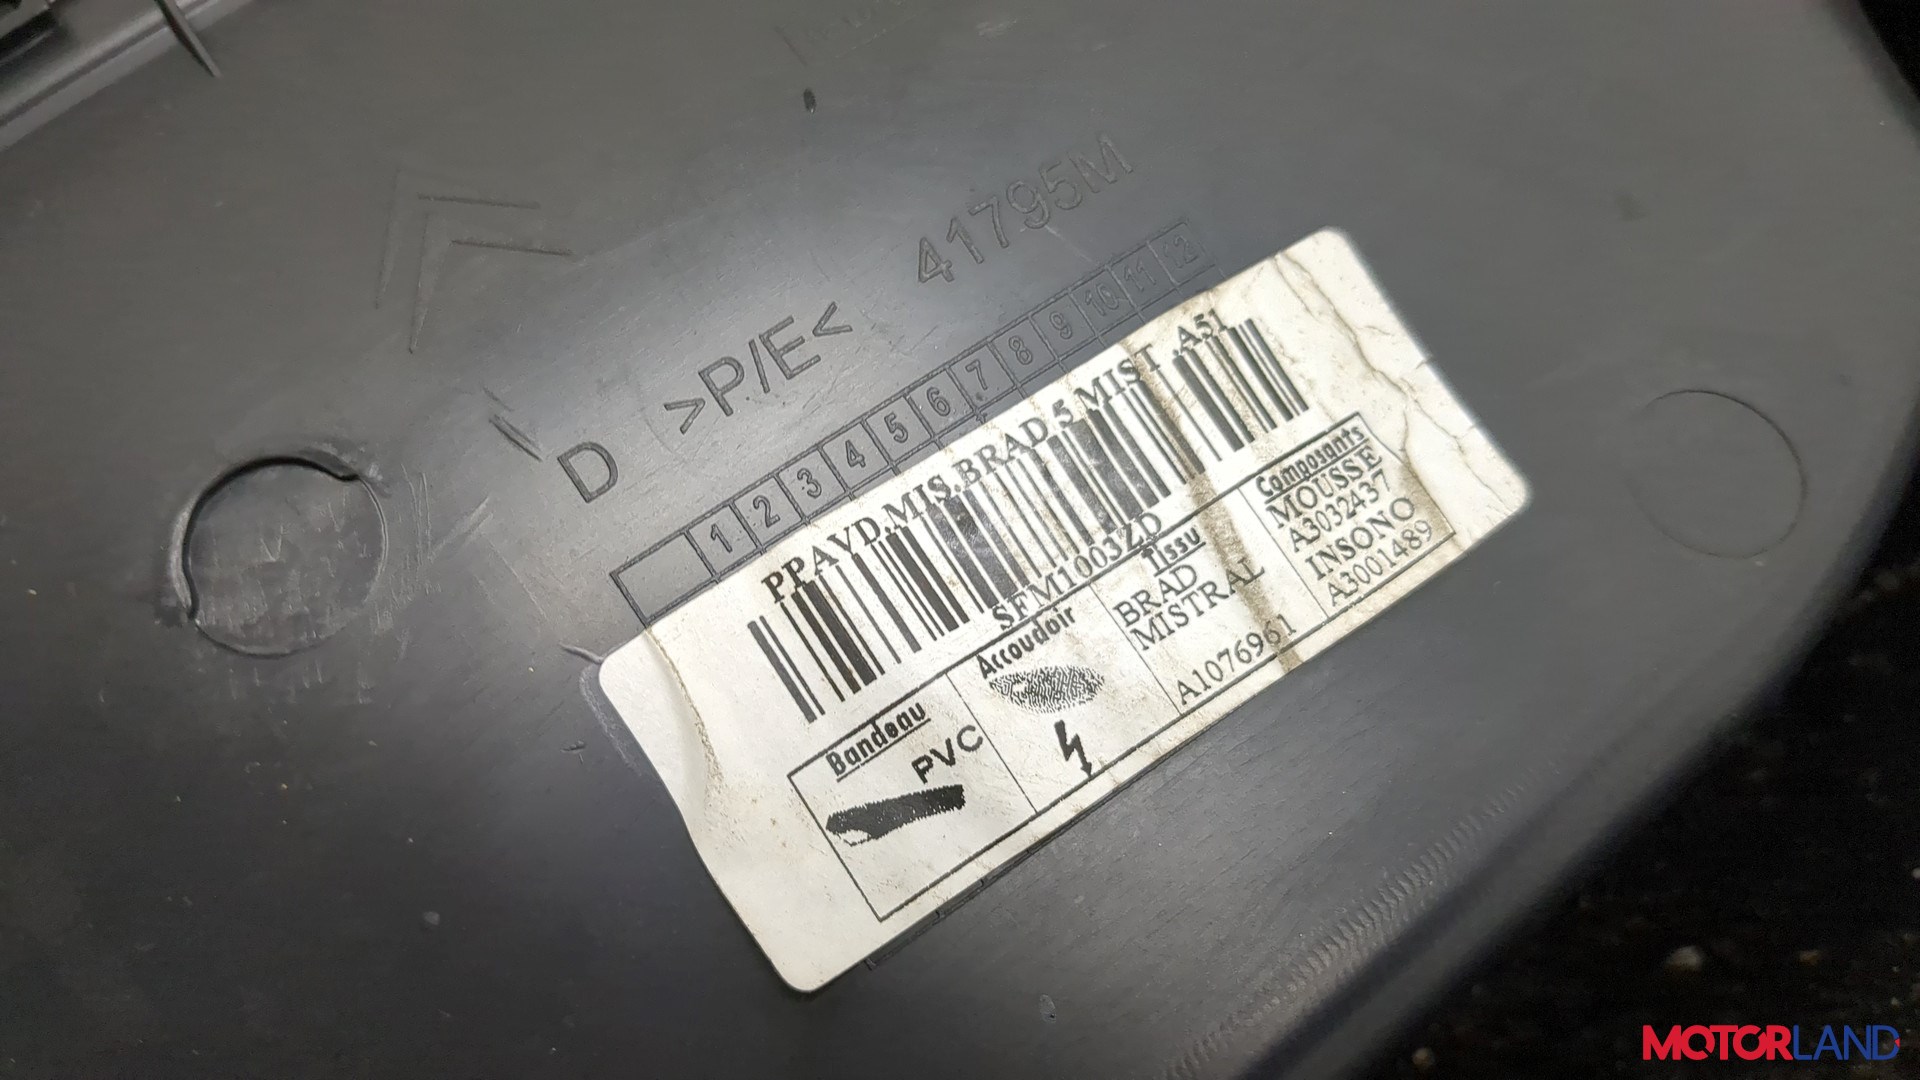 41795M
D >P/E<
1 2 3 4 5 6 7 8 9 10 11 12
PPAVD.MIS.BRAD.5 MIST .A51
SFM1003ZD
Bandeau
PVC
Accoudoir
Tissu
BRAD
MISTRAL
A1076961
Composants
MOUSSE
A3032437
INSONO
A3001489
MOTORLAND